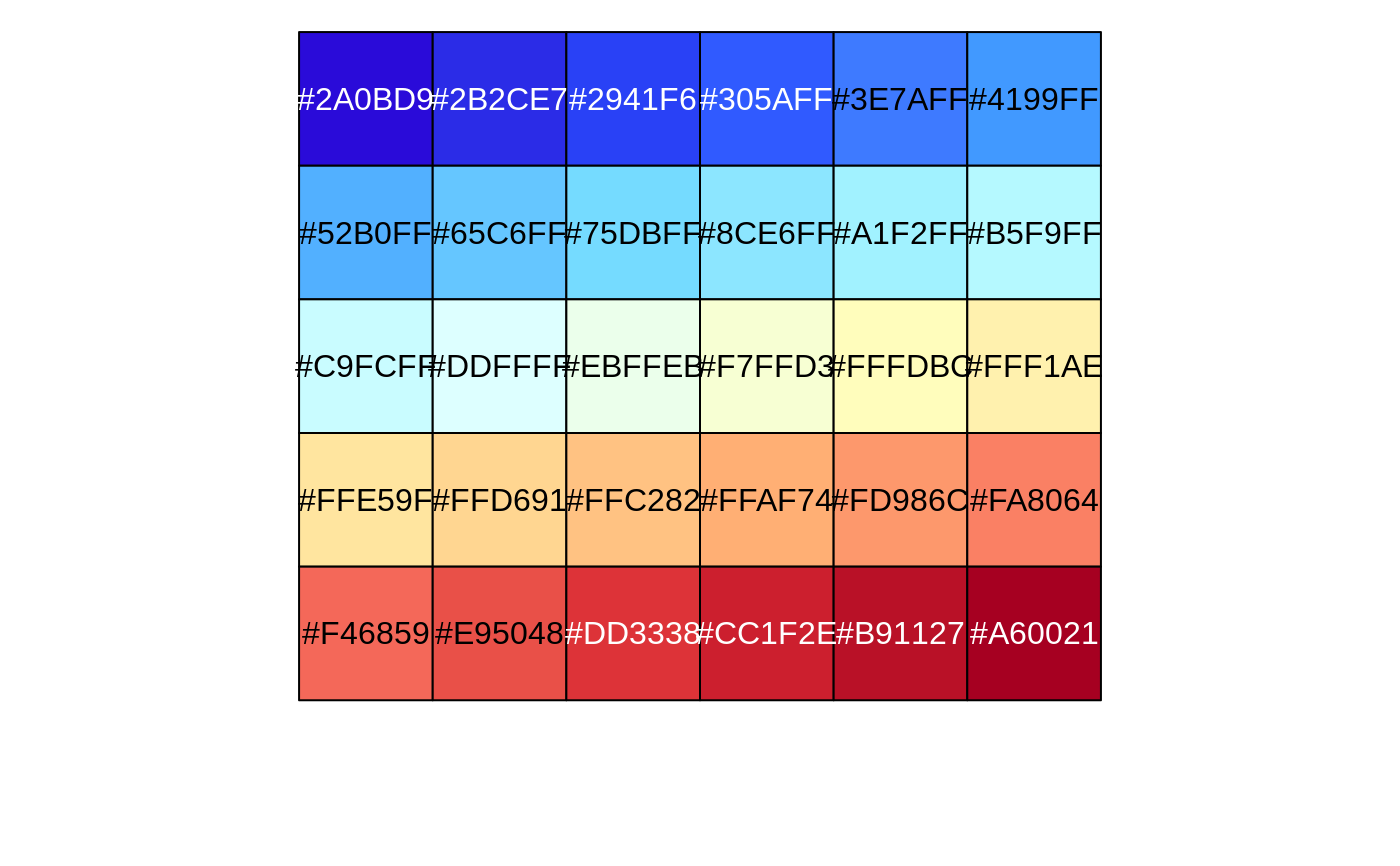 #2A0BD9 #2B2CE7 #2941F6 #305AFF #3E7AFF #4199FF
#52B0FF #65C6FF #75DBFF #8CE6FF #A1F2FF #B5F9FF
#C9FCFF #DDFFFF #EBFFEB #F7FFD3 #FFFDBC #FFF1AE
#FFE59F #FFD691 #FFC282 #FFAF74 #FD986C #FA8064
#F46859 #E95048 #DD3338 #CC1F2E #B91127 #A60021